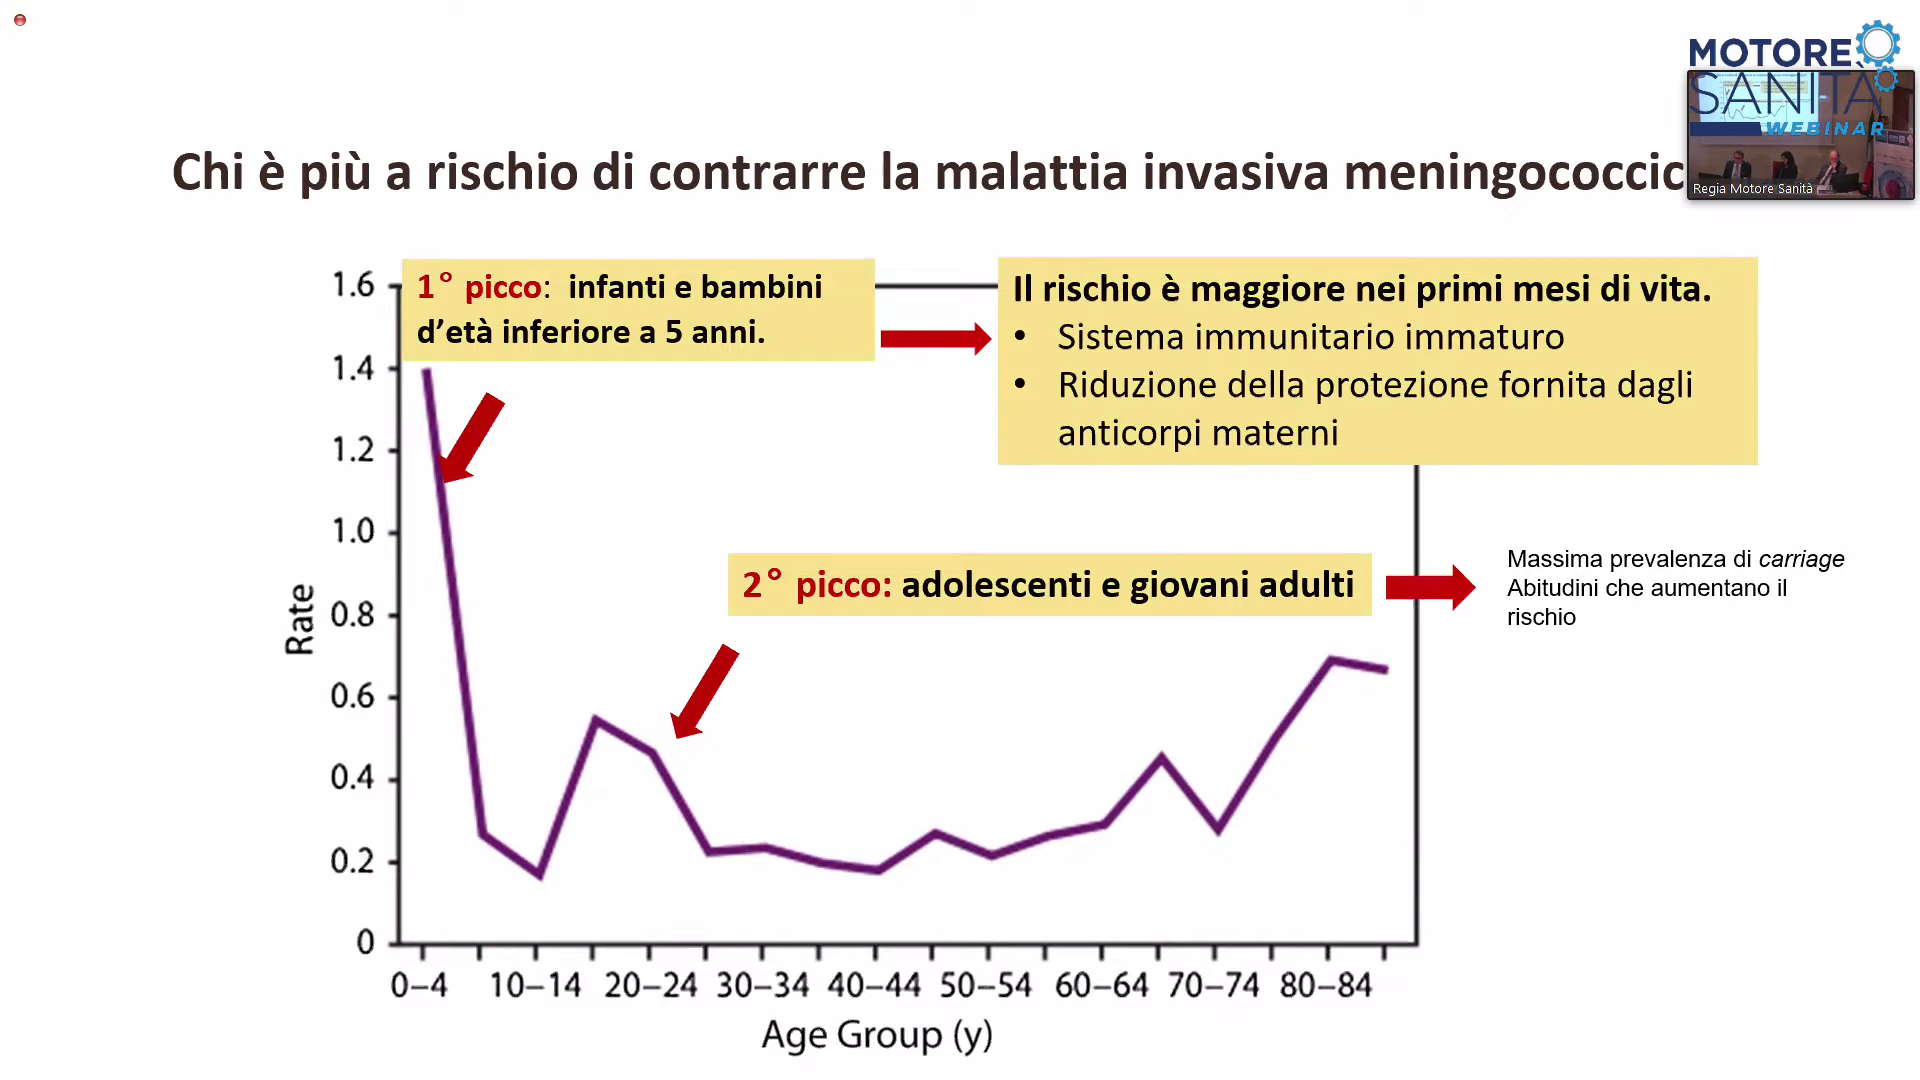 MOTORE
SANITÀ
WEBINAR
Regia Motore Sanità
Chi è più a rischio di contrarre la malattia invasiva meningococcic
1° picco: infanti e bambini
d’età inferiore a 5 anni.
Il rischio è maggiore nei primi mesi di vita.
• Sistema immunitario immaturo
• Riduzione della protezione fornita dagli
anticorpi materni
2° picco: adolescenti e giovani adulti
Massima prevalenza di carriage
Abitudini che aumentano il
rischio
Rate
1.6
1.4
1.2
1.0
0.8
0.6
0.4
0.2
0
0–4 10–14 20–24 30–34 40–44 50–54 60–64 70–74 80–84
Age Group (y)